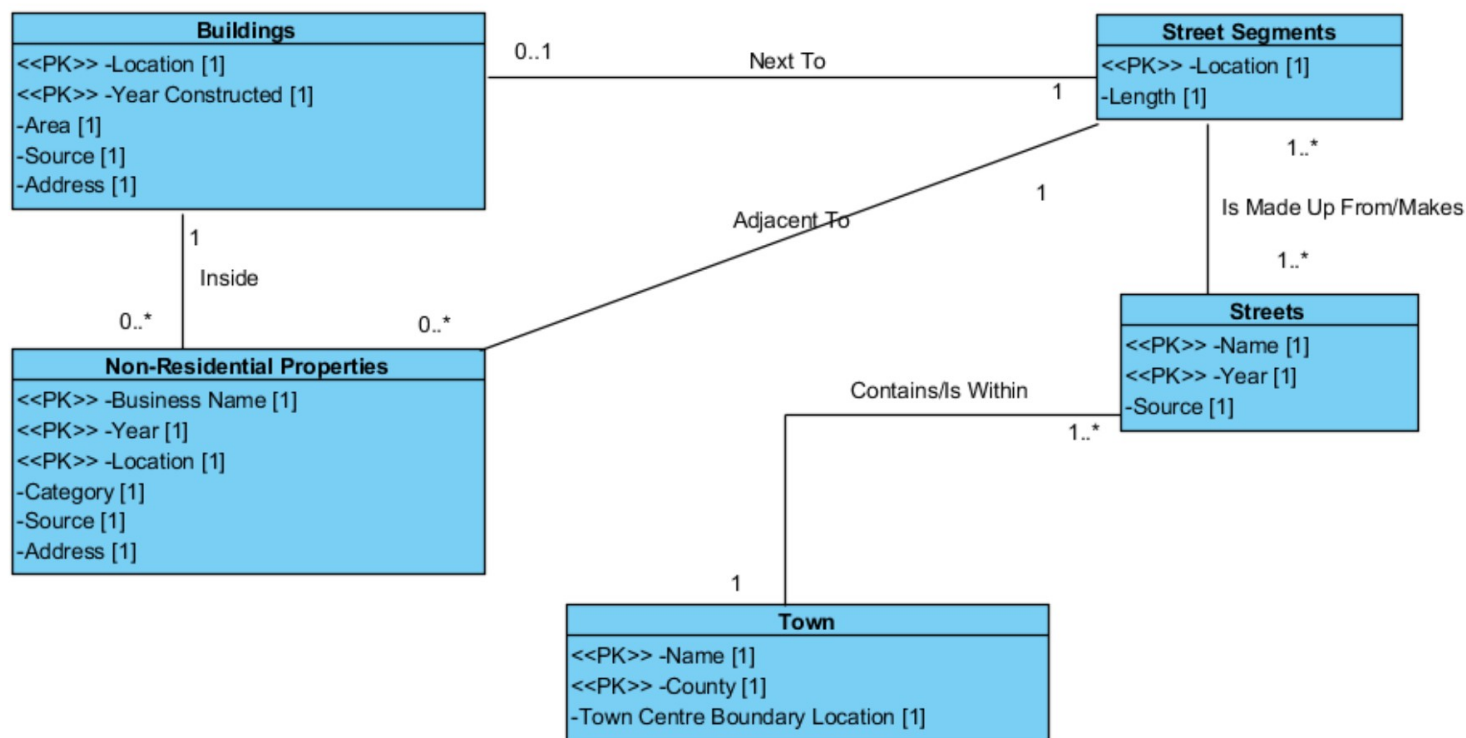 Buildings
<<PK>> -Location [1]
<<PK>> -Year Constructed [1]
-Area [1]
-Source [1]
-Address [1]
0..1
Next To
1
Street Segments
<<PK>> -Location [1]
-Length [1]
1
Inside
0..*
Adjacent To
1
0..*
1..*
Is Made Up From/Makes
1..*
Non-Residential Properties
<<PK>> -Business Name [1]
<<PK>> -Year [1]
<<PK>> -Location [1]
-Category [1]
-Source [1]
-Address [1]
Streets
<<PK>> -Name [1]
<<PK>> -Year [1]
-Source [1]
Contains/Is Within
1..*
1
Town
<<PK>> -Name [1]
<<PK>> -County [1]
-Town Centre Boundary Location [1]